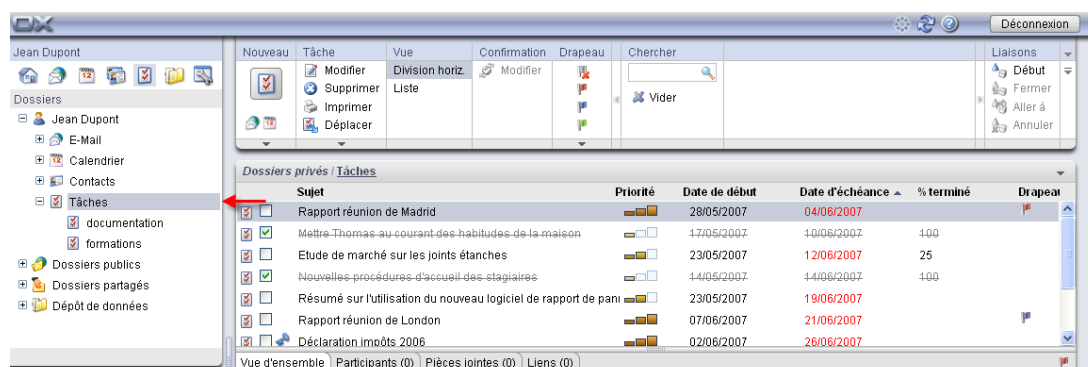 OX Déconnexion
Jean Dupont
Dossiers
Jean Dupont
E-Mail
Calendrier
Contacts
Tâches
documentation
formations
Dossiers publics
Dossiers partagés
Dépôt de données
Nouveau Tâche Vue Confirmation Drapeau Chercher Liaisons
Modifier Division horiz. Modifier Début
Supprimer Liste Fermer
Imprimer Vider Aller à
Déplacer Annuler
Dossiers privés / Tâches
Sujet Priorité Date de début Date d'échéance % terminé Drapeau
Rapport réunion de Madrid 28/05/2007 04/06/2007
Mettre Thomas au courant des habitudes de la maison 17/05/2007 10/06/2007 100
Etude de marché sur les joints étanches 23/05/2007 12/06/2007 25
Nouvelles procédures d'accueil des stagiaires 14/05/2007 14/06/2007 100
Résumé sur l'utilisation du nouveau logiciel de rapport de pann 23/05/2007 19/06/2007
Rapport réunion de London 07/06/2007 21/06/2007
Déclaration impôts 2006 02/06/2007 26/06/2007
Vue d'ensemble Participants (0) Pièces jointes (0) Liens (0)